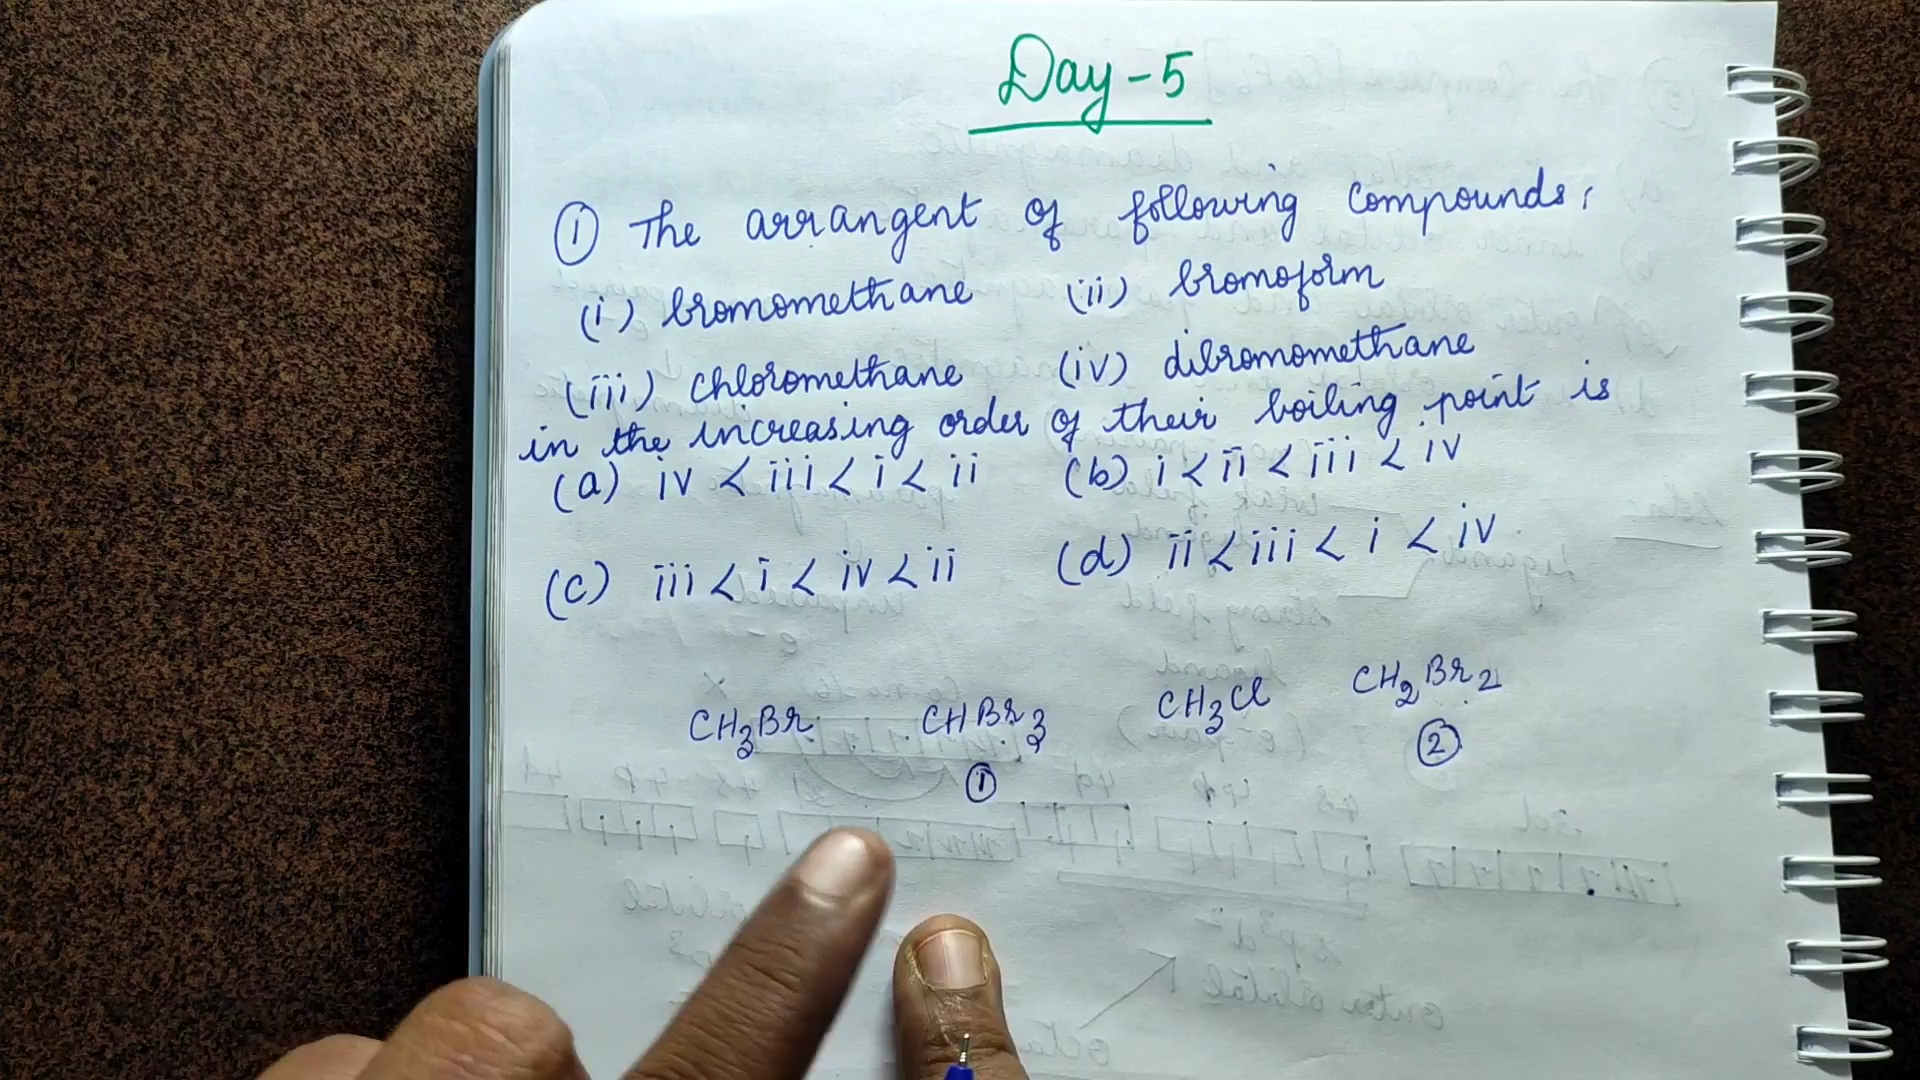 Day-5
① The arrangent of following compounds:
(i) bromomethane (ii) bromoform
(iii) chloromethane (iv) dibromomethane
in the increasing order of their boiling point is
(a) iv < iii < i < ii (b) i < ii < iii < iv
(c) iii < i < iv < ii (d) ii < iii < i < iv
CH₃Br CHBr₃ CH₃Cl CH₂Br₂
① ②